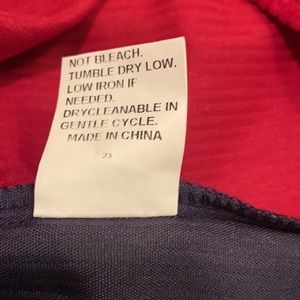 NOT BLEACH.
TUMBLE DRY LOW.
LOW IRON IF
NEEDED.
DRYCLEANABLE IN
GENTLE CYCLE.
MADE IN CHINA
23